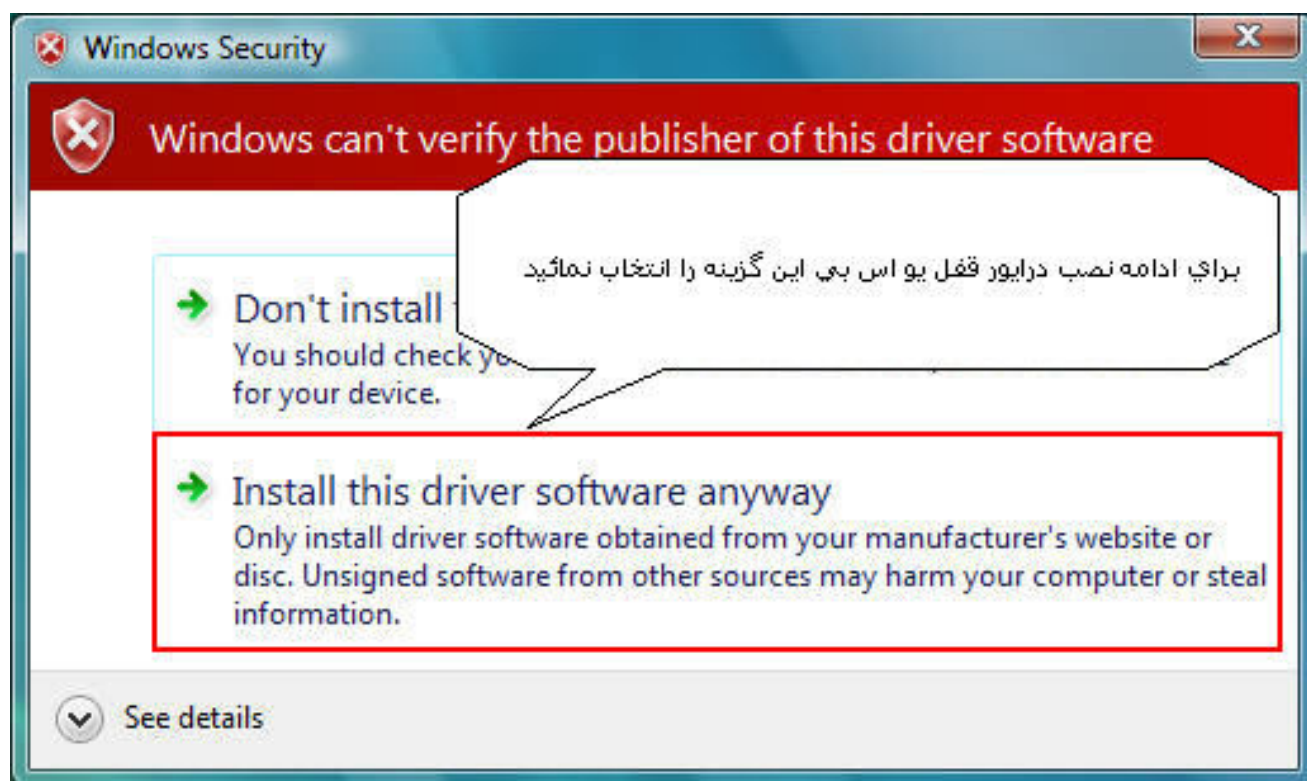 Windows Security
Windows can't verify the publisher of this driver software
براي ادامه نصب درايور قفل يو اس بي اين گزينه را انتخاب نمائيد
Don't install
You should check
for your device.
Install this driver software anyway
Only install driver software obtained from your manufacturer's website or
disc. Unsigned software from other sources may harm your computer or steal
information.
See details